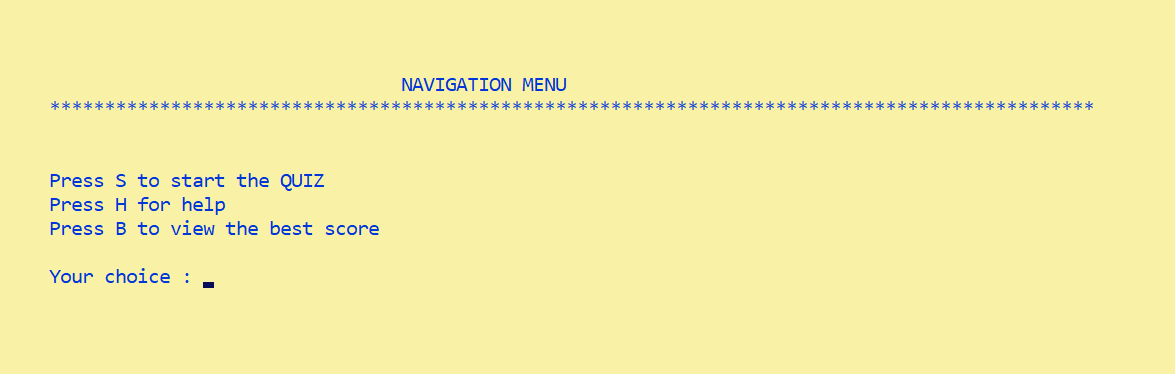 NAVIGATION MENU
***********************************************************************************************
Press S to start the QUIZ
Press H for help
Press B to view the best score
Your choice :